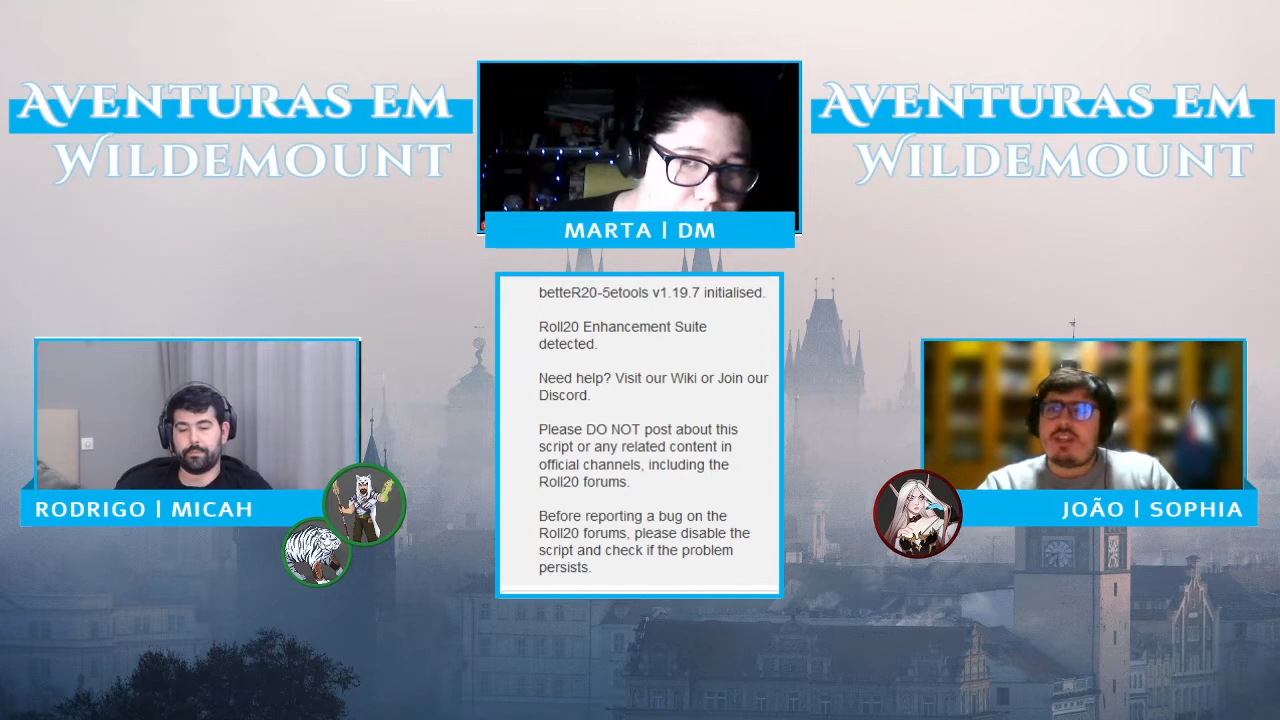 AVENTURAS EM
WILDEMOUNT
AVENTURAS EM
WILDEMOUNT
MARTA | DM
betteR20-5etools v1.19.7 initialised.
Roll20 Enhancement Suite
detected.
Need help? Visit our Wiki or Join our
Discord.
Please DO NOT post about this
script or any related content in
official channels, including the
Roll20 forums.
Before reporting a bug on the
Roll20 forums, please disable the
script and check if the problem
persists.
RODRIGO | MICAH
JOÃO | SOPHIA